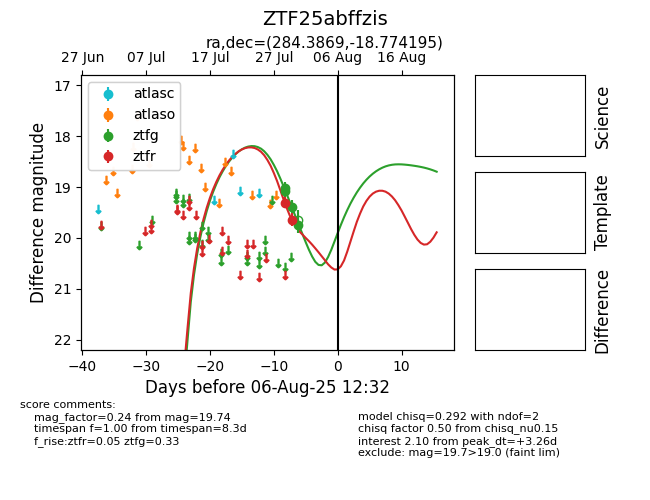 ZTF25abffzis
ra,dec=(284.3869,-18.774195)
27 Jun 07 Jul 17 Jul 27 Jul 06 Aug 16 Aug
17
18
19
20
21
22
Difference magnitude
atlasc
atlaso
ztfg
ztfr
−40 −30 −20 −10 0 10
Days before 06-Aug-25 12:32
Science
Template
Difference
score comments:
mag_factor=0.24 from mag=19.74
timespan f=1.00 from timespan=8.3d
f_rise:ztfr=0.05 ztfg=0.33
model chisq=0.292 with ndof=2
chisq factor 0.50 from chisq_nu0.15
interest 2.10 from peak_dt=+3.26d
exclude: mag=19.7>19.0 (faint lim)